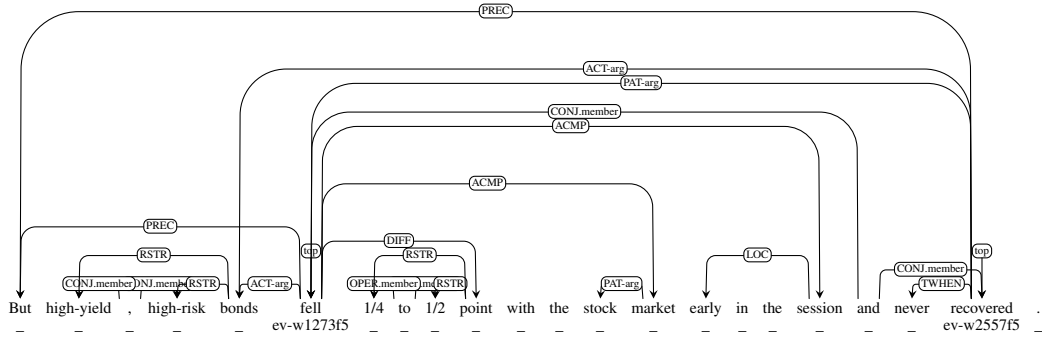 PREC
ACT-arg
PAT-arg
CONJ.member
ACMP
ACMP
PREC
DIFF
top
top
RSTR
RSTR
LOC
CONJ.member
CONJ.member
RSTR
ACT-arg
OPER.member
RSTR
PAT-arg
TWHEN
But high-yield , high-risk bonds fell 1/4 to 1/2 point with the stock market early in the session and never recovered .
_ _ _ _ _ ev-w1273f5 _ _ _ _ _ _ _ _ _ _ _ _ _ _ ev-w2557f5 _